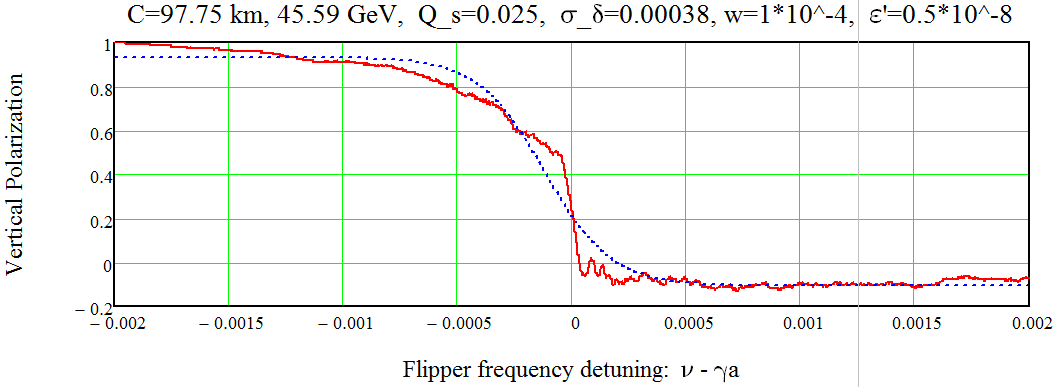 C=97.75 km, 45.59 GeV, Q_s=0.025, σ_δ=0.00038, w=1*10^-4, ε'=0.5*10^-8
Vertical Polarization
1
0.8
0.6
0.4
0.2
0
− 0.2
− 0.002 − 0.0015 − 0.001 − 0.0005 0 0.0005 0.001 0.0015 0.002
Flipper frequency detuning: ν - γa